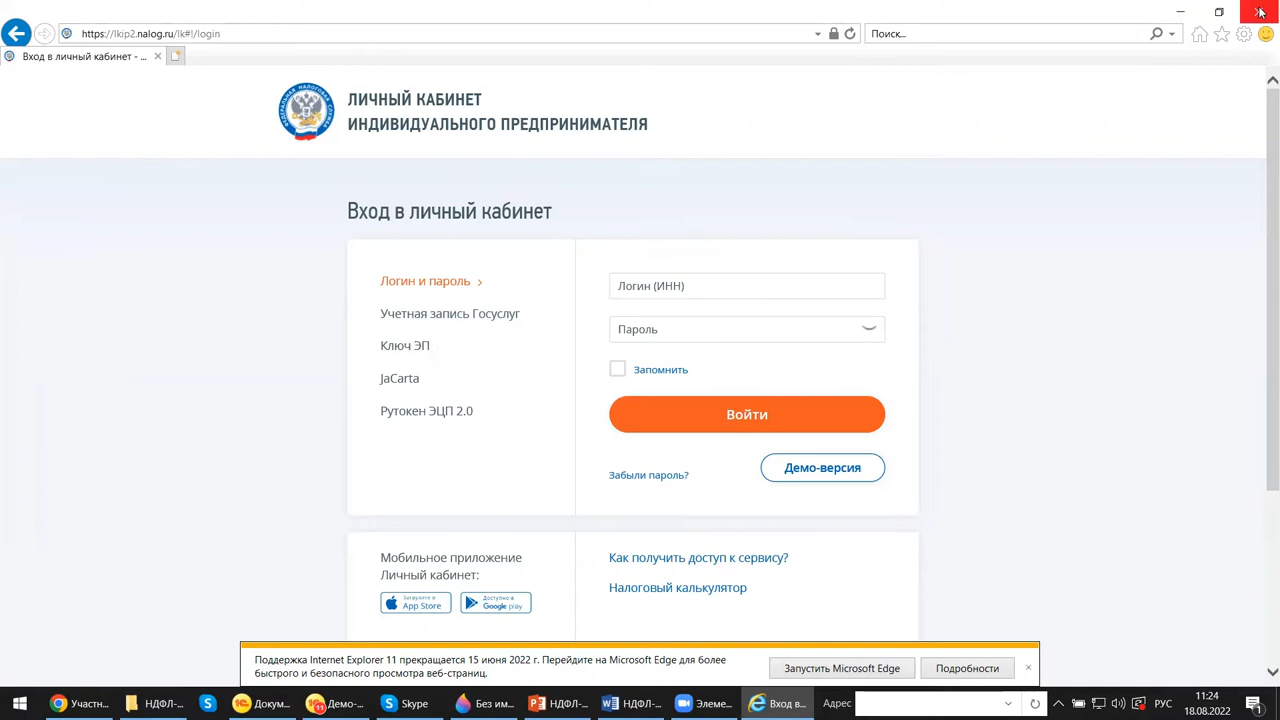 https://lkip2.nalog.ru/lk#!/login
Поиск...
Вход в личный кабинет - ...
ЛИЧНЫЙ КАБИНЕТ
ИНДИВИДУАЛЬНОГО ПРЕДПРИНИМАТЕЛЯ
Вход в личный кабинет
Логин и пароль
Учетная запись Госуслуг
Ключ ЭП
JaCarta
Рутокен ЭЦП 2.0
Логин (ИНН)
Пароль
Запомнить
Войти
Забыли пароль?
Демо-версия
Мобильное приложение
Личный кабинет:
Загрузите в
App Store
Доступно в
Google play
Как получить доступ к сервису?
Налоговый калькулятор
Поддержка Internet Explorer 11 прекращается 15 июня 2022 г. Перейдите на Microsoft Edge для более
быстрого и безопасного просмотра веб-страниц.
Запустить Microsoft Edge
Подробности
Участн...
НДФЛ-...
Докум...
Демо-...
Skype
Без им...
НДФЛ-...
НДФЛ-...
Элеме...
Вход в...
Адрес
РУС
11:24
18.08.2022